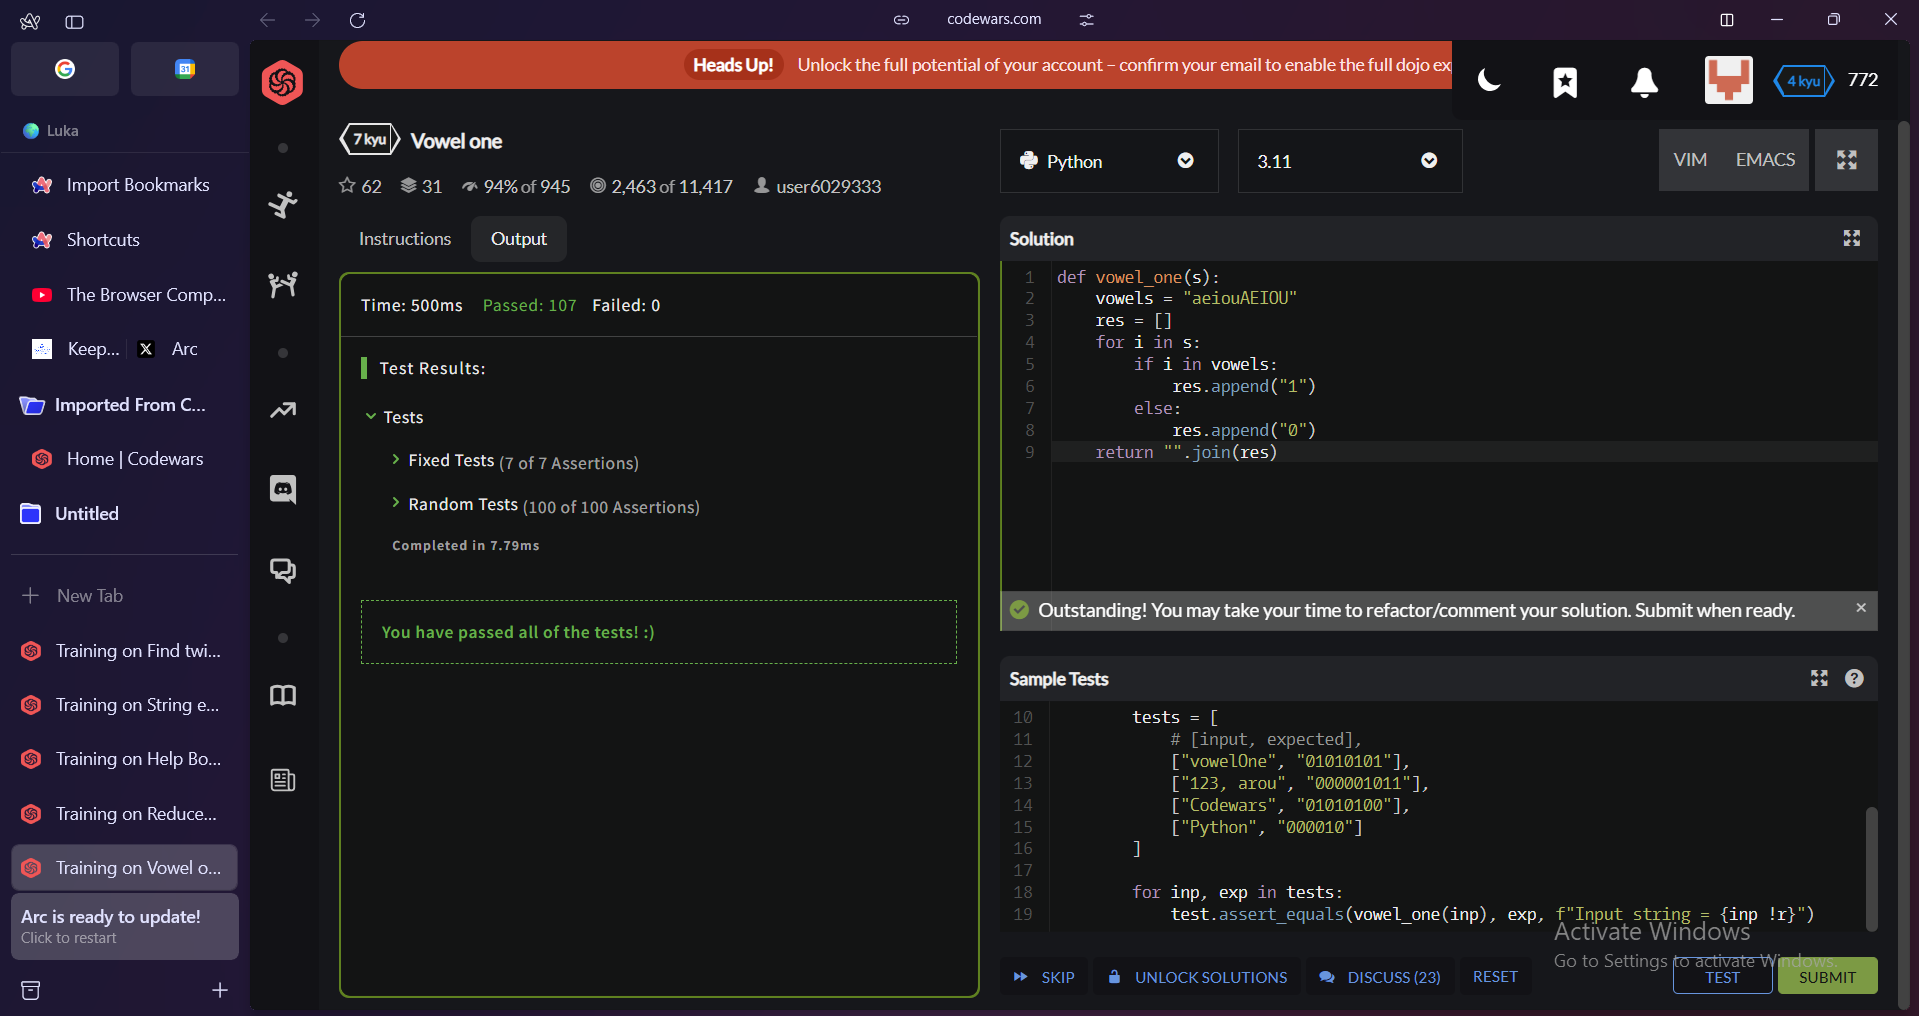 codewars.com
31
Luka
Import Bookmarks
Shortcuts
The Browser Comp...
Keep... X Arc
Imported From C...
Home | Codewars
Untitled
New Tab
Training on Find twi...
Training on String e...
Training on Help Bo...
Training on Reduce...
Training on Vowel o...
Arc is ready to update!
Click to restart
Heads Up! Unlock the full potential of your account – confirm your email to enable the full dojo ex
4 kyu 772
7 kyu Vowel one
62 31 94% of 945 2,463 of 11,417 user6029333
Instructions Output
Time: 500ms Passed: 107 Failed: 0
Test Results:
Tests
Fixed Tests (7 of 7 Assertions)
Random Tests (100 of 100 Assertions)
Completed in 7.79ms
You have passed all of the tests! :)
Python 3.11 VIM EMACS
Solution
1 def vowel_one(s):
2 vowels = "aeiouAEIOU"
3 res = []
4 for i in s:
5 if i in vowels:
6 res.append("1")
7 else:
8 res.append("0")
9 return "".join(res)
Outstanding! You may take your time to refactor/comment your solution. Submit when ready. ×
Sample Tests ?
10 tests = [
11 # [input, expected],
12 ["vowelOne", "01010101"],
13 ["123, arou", "000001011"],
14 ["Codewars", "01010100"],
15 ["Python", "000010"]
16 ]
17
18 for inp, exp in tests:
19 test.assert_equals(vowel_one(inp), exp, f"Input string = {inp !r}")
Activate Windows
Go to Settings to activate Windows.
SKIP UNLOCK SOLUTIONS DISCUSS (23) RESET TEST SUBMIT